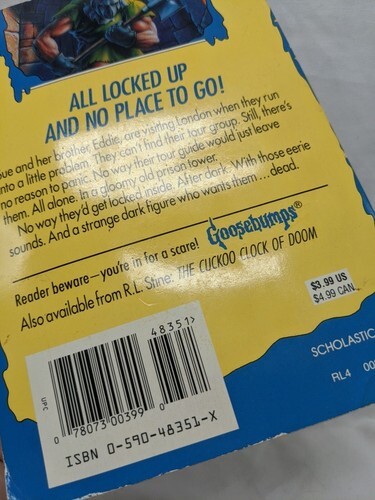 ALL LOCKED UP
AND NO PLACE TO GO!
ue and her brother, Eddie, are visiting London when they run
nto a little problem. They can't find their tour group. Still, there's
no reason to panic. No way their tour guide would just leave
them. All alone. In a gloomy old prison tower.
No way they'd get locked inside. After dark. With those eerie
sounds. And a strange dark figure who wants them ... dead.
Reader beware—you're in for a scare! Goosebumps®
Also available from R.L. Stine: THE CUCKOO CLOCK OF DOOM
$3.99 US
$4.99 CAN.
48351>
UPC
0 78073 00399 0
ISBN 0-590-48351-X
SCHOLASTIC
RL4 00